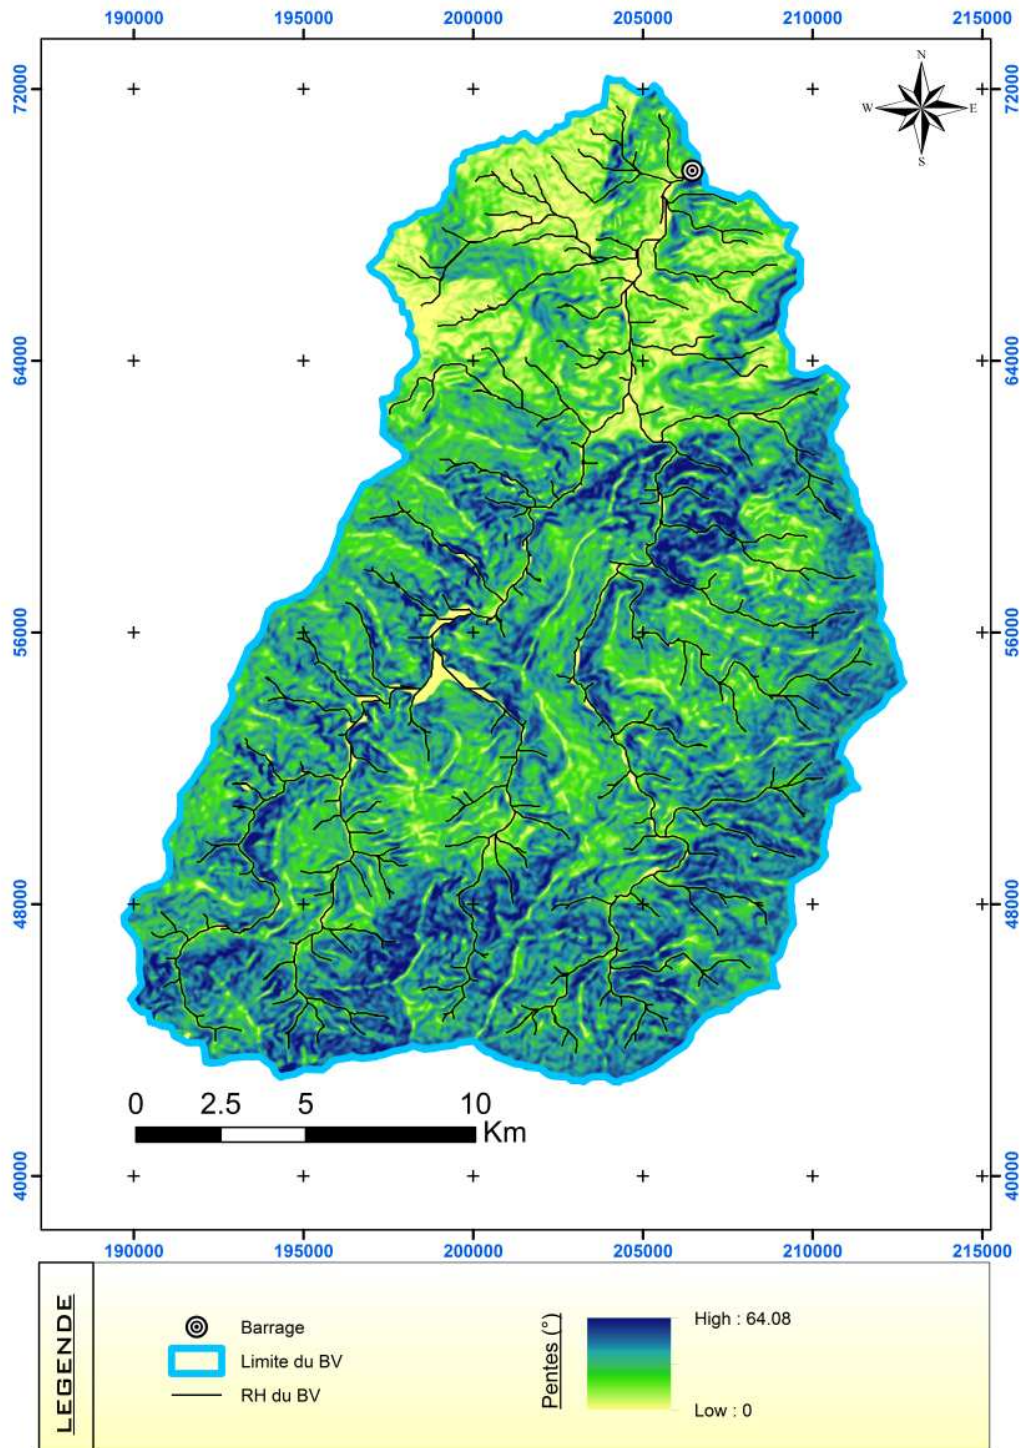 190000 195000 200000 205000 210000 215000
72000 72000
N
W E
S
64000 64000
56000 56000
48000 48000
0 2.5 5 10
Km
40000 40000
190000 195000 200000 205000 210000 215000
LEGENDE
Barrage
Limite du BV
RH du BV
Pentes (°)
High : 64.08
Low : 0